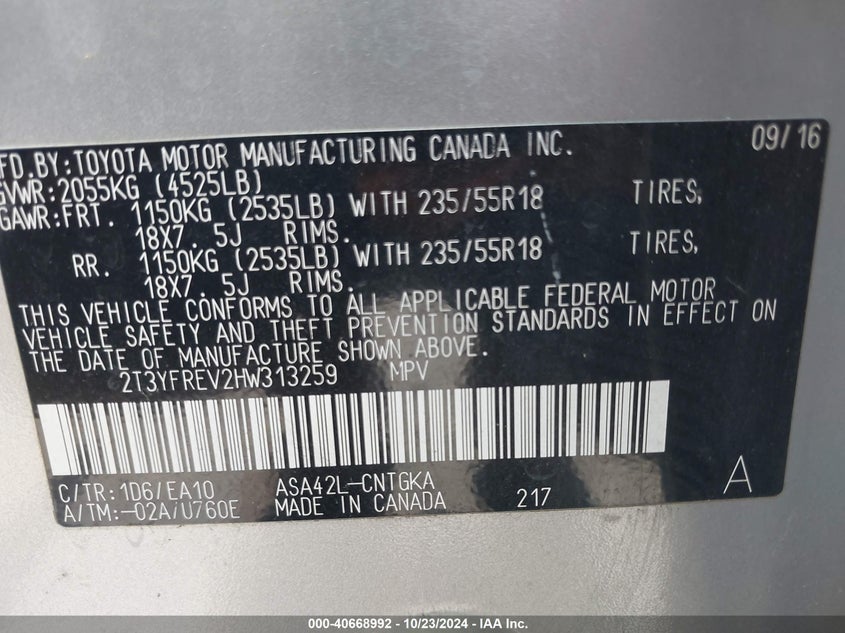 MFD.BY:TOYOTA MOTOR MANUFACTURING CANADA INC. 09/16
GVWR:2055KG (4525LB)
GAWR:FRT. 1150KG (2535LB) WITH 235/55R18 TIRES,
18X7. 5J RIMS.
RR. 1150KG (2535LB) WITH 235/55R18 TIRES,
18X7. 5J RIMS.
THIS VEHICLE CONFORMS TO ALL APPLICABLE FEDERAL MOTOR
VEHICLE SAFETY AND THEFT PREVENTION STANDARDS IN EFFECT ON
THE DATE OF MANUFACTURE SHOWN ABOVE.
2T3YFREV2HW313259 MPV
C/TR:1D6/EA10 ASA42L-CNTGKA A
A/TM:-02A/U760E MADE IN CANADA 217
000-40668992 - 10/23/2024 - IAA Inc.